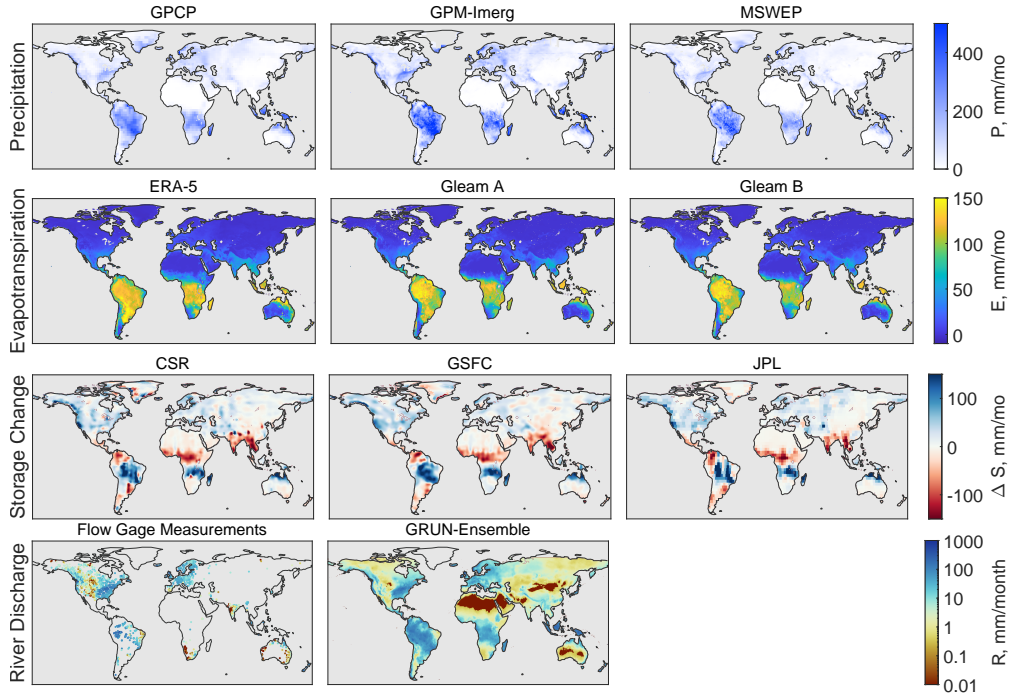 GPCP
GPM-Imerg
MSWEP
Precipitation
400
200
0
P, mm/mo
ERA-5
Gleam A
Gleam B
Evapotranspiration
150
100
50
0
E, mm/mo
CSR
GSFC
JPL
Storage Change
100
0
-100
Δ S, mm/mo
Flow Gage Measurements
GRUN-Ensemble
River Discharge
1000
100
10
1
0.1
0.01
R, mm/month